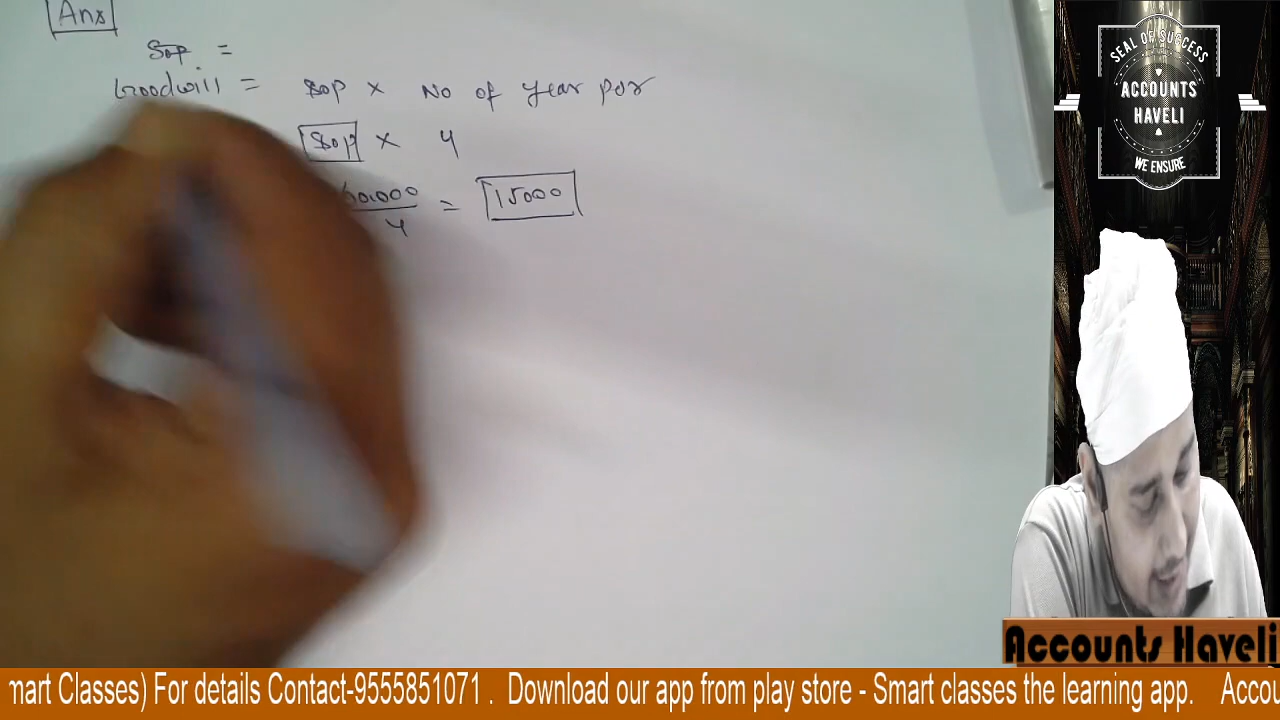 Ans
SOP =
Goodwill = SOP × No of year pur
SOP × 4
60,000 / 4 = 15000
SEAL OF SUCCESS
ACCOUNTS
HAVELI
WE ENSURE
Accounts Haveli
mart Classes) For details Contact-9555851071 . Download our app from play store - Smart classes the learning app. Accou